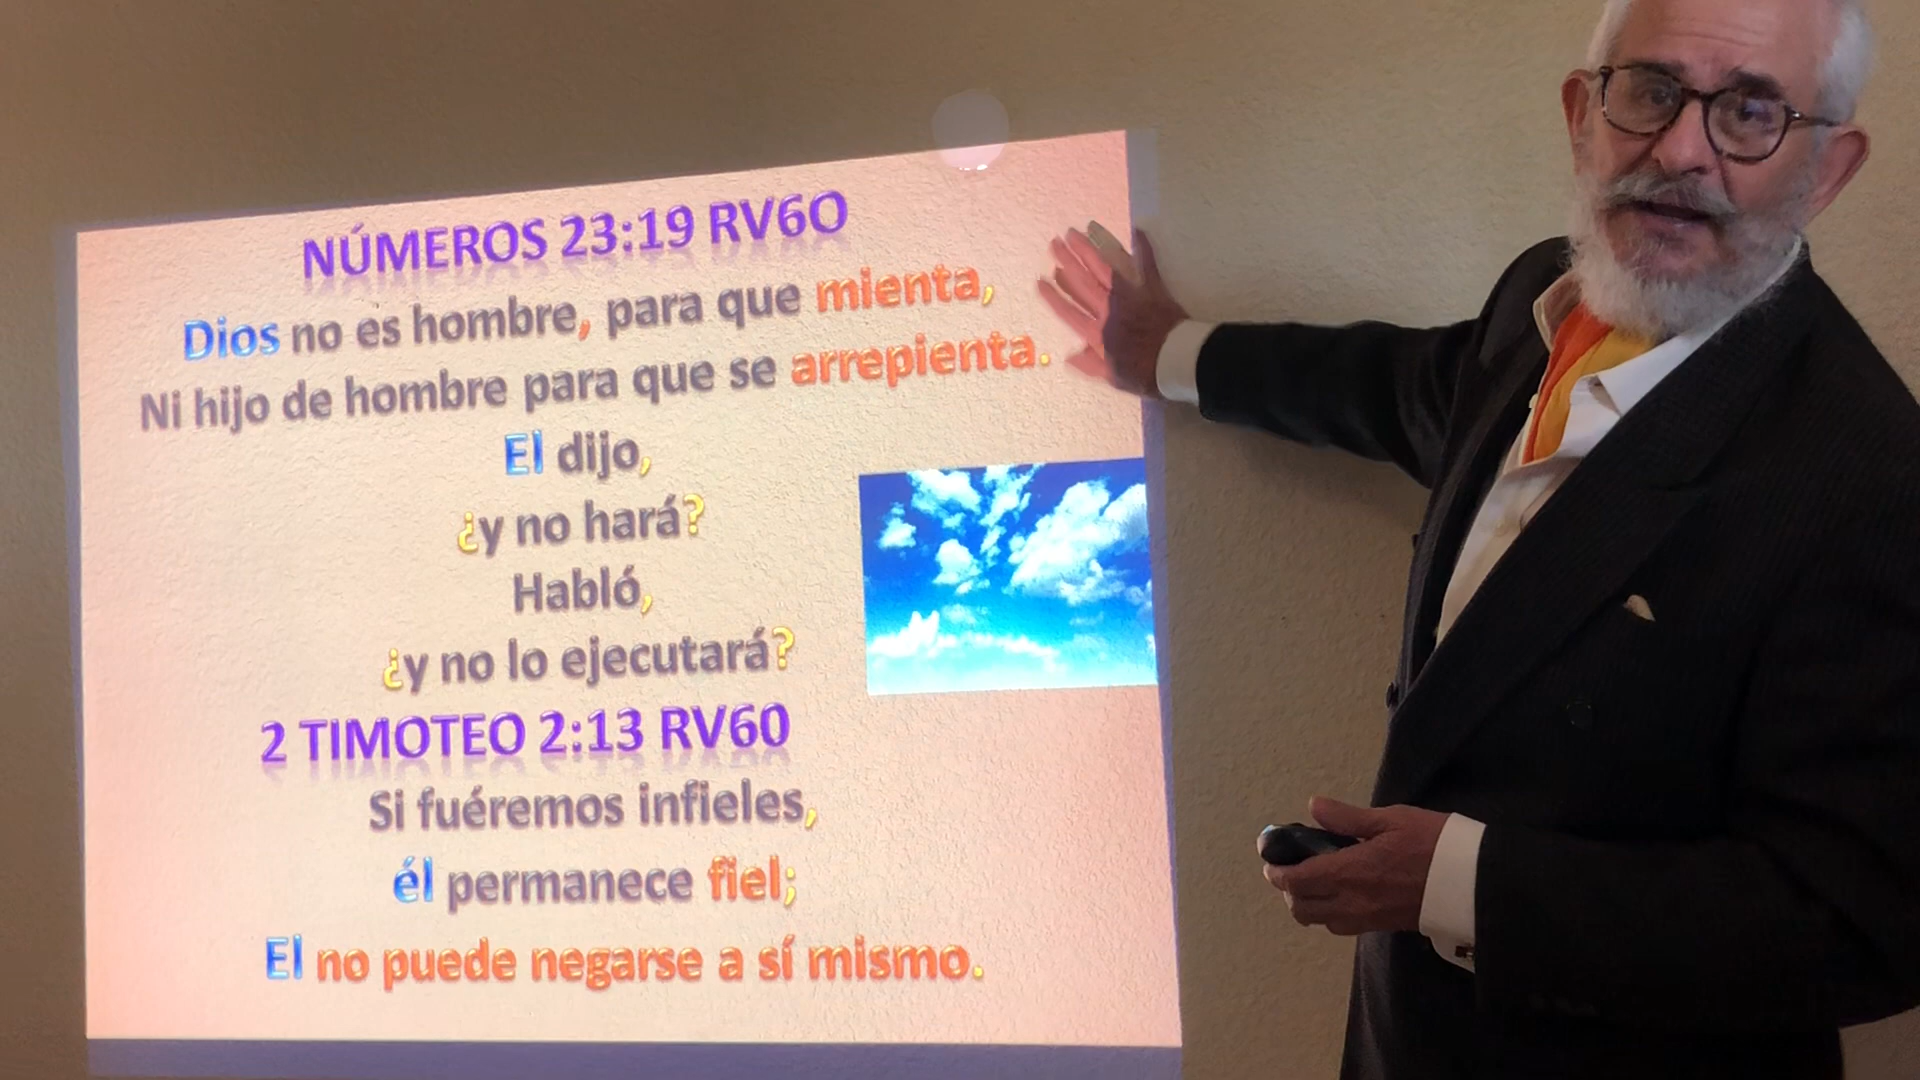 NÚMEROS 23:19 RV6O
Dios no es hombre, para que mienta,
Ni hijo de hombre para que se arrepienta.
El dijo,
¿y no hará?
Habló,
¿y no lo ejecutará?
2 TIMOTEO 2:13 RV60
Si fuéremos infieles,
él permanece fiel;
El no puede negarse a sí mismo.